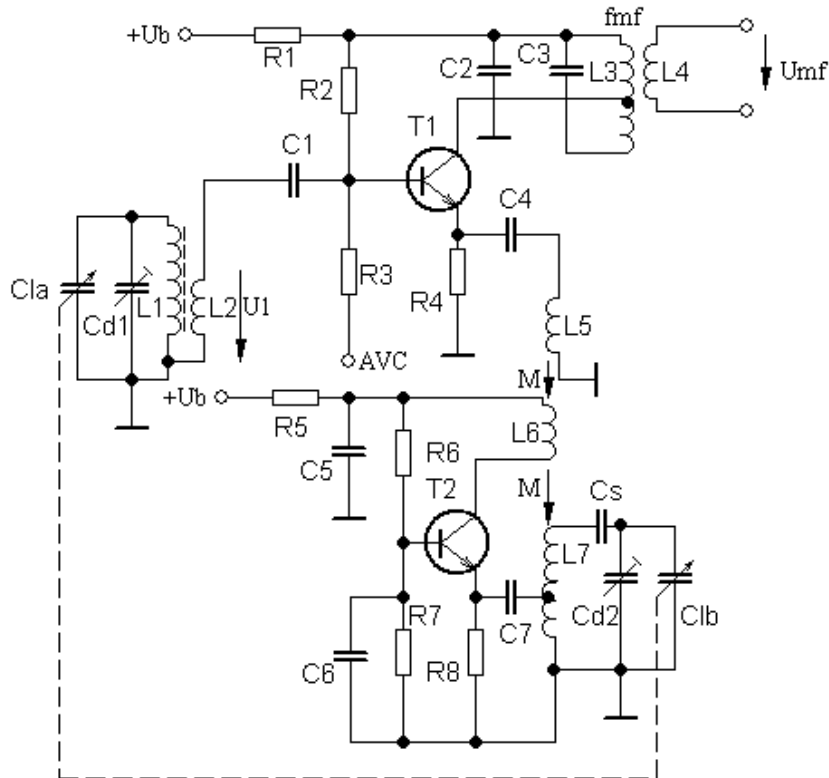 fmf
+Ub
R1
C2
C3
L3
L4
Umf
R2
T1
C1
C4
R3
R4
Cla
Cd1
L1
L2
U1
L5
AVC
M
+Ub
R5
L6
C5
R6
T2
M
Cs
L7
R7
C7
Cd2
Clb
C6
R8